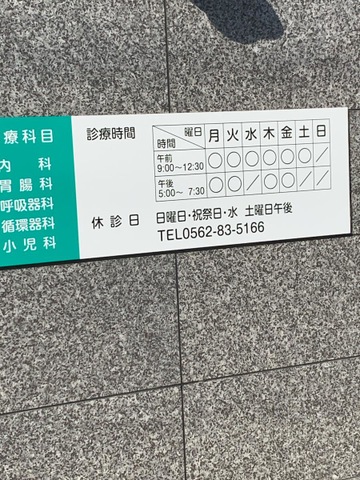 療科目
内科
胃腸科
呼吸器科
循環器科
小児科
診療時間
曜日 月 火 水 木 金 土 日
時間
午前 9:00〜12:30 ○ ○ ○ ○ ○ ○ ／
午後 5:00〜 7:30 ○ ○ ／ ○ ○ ○ ／
休診日 日曜日・祝祭日・水 土曜日午後
TEL0562-83-5166